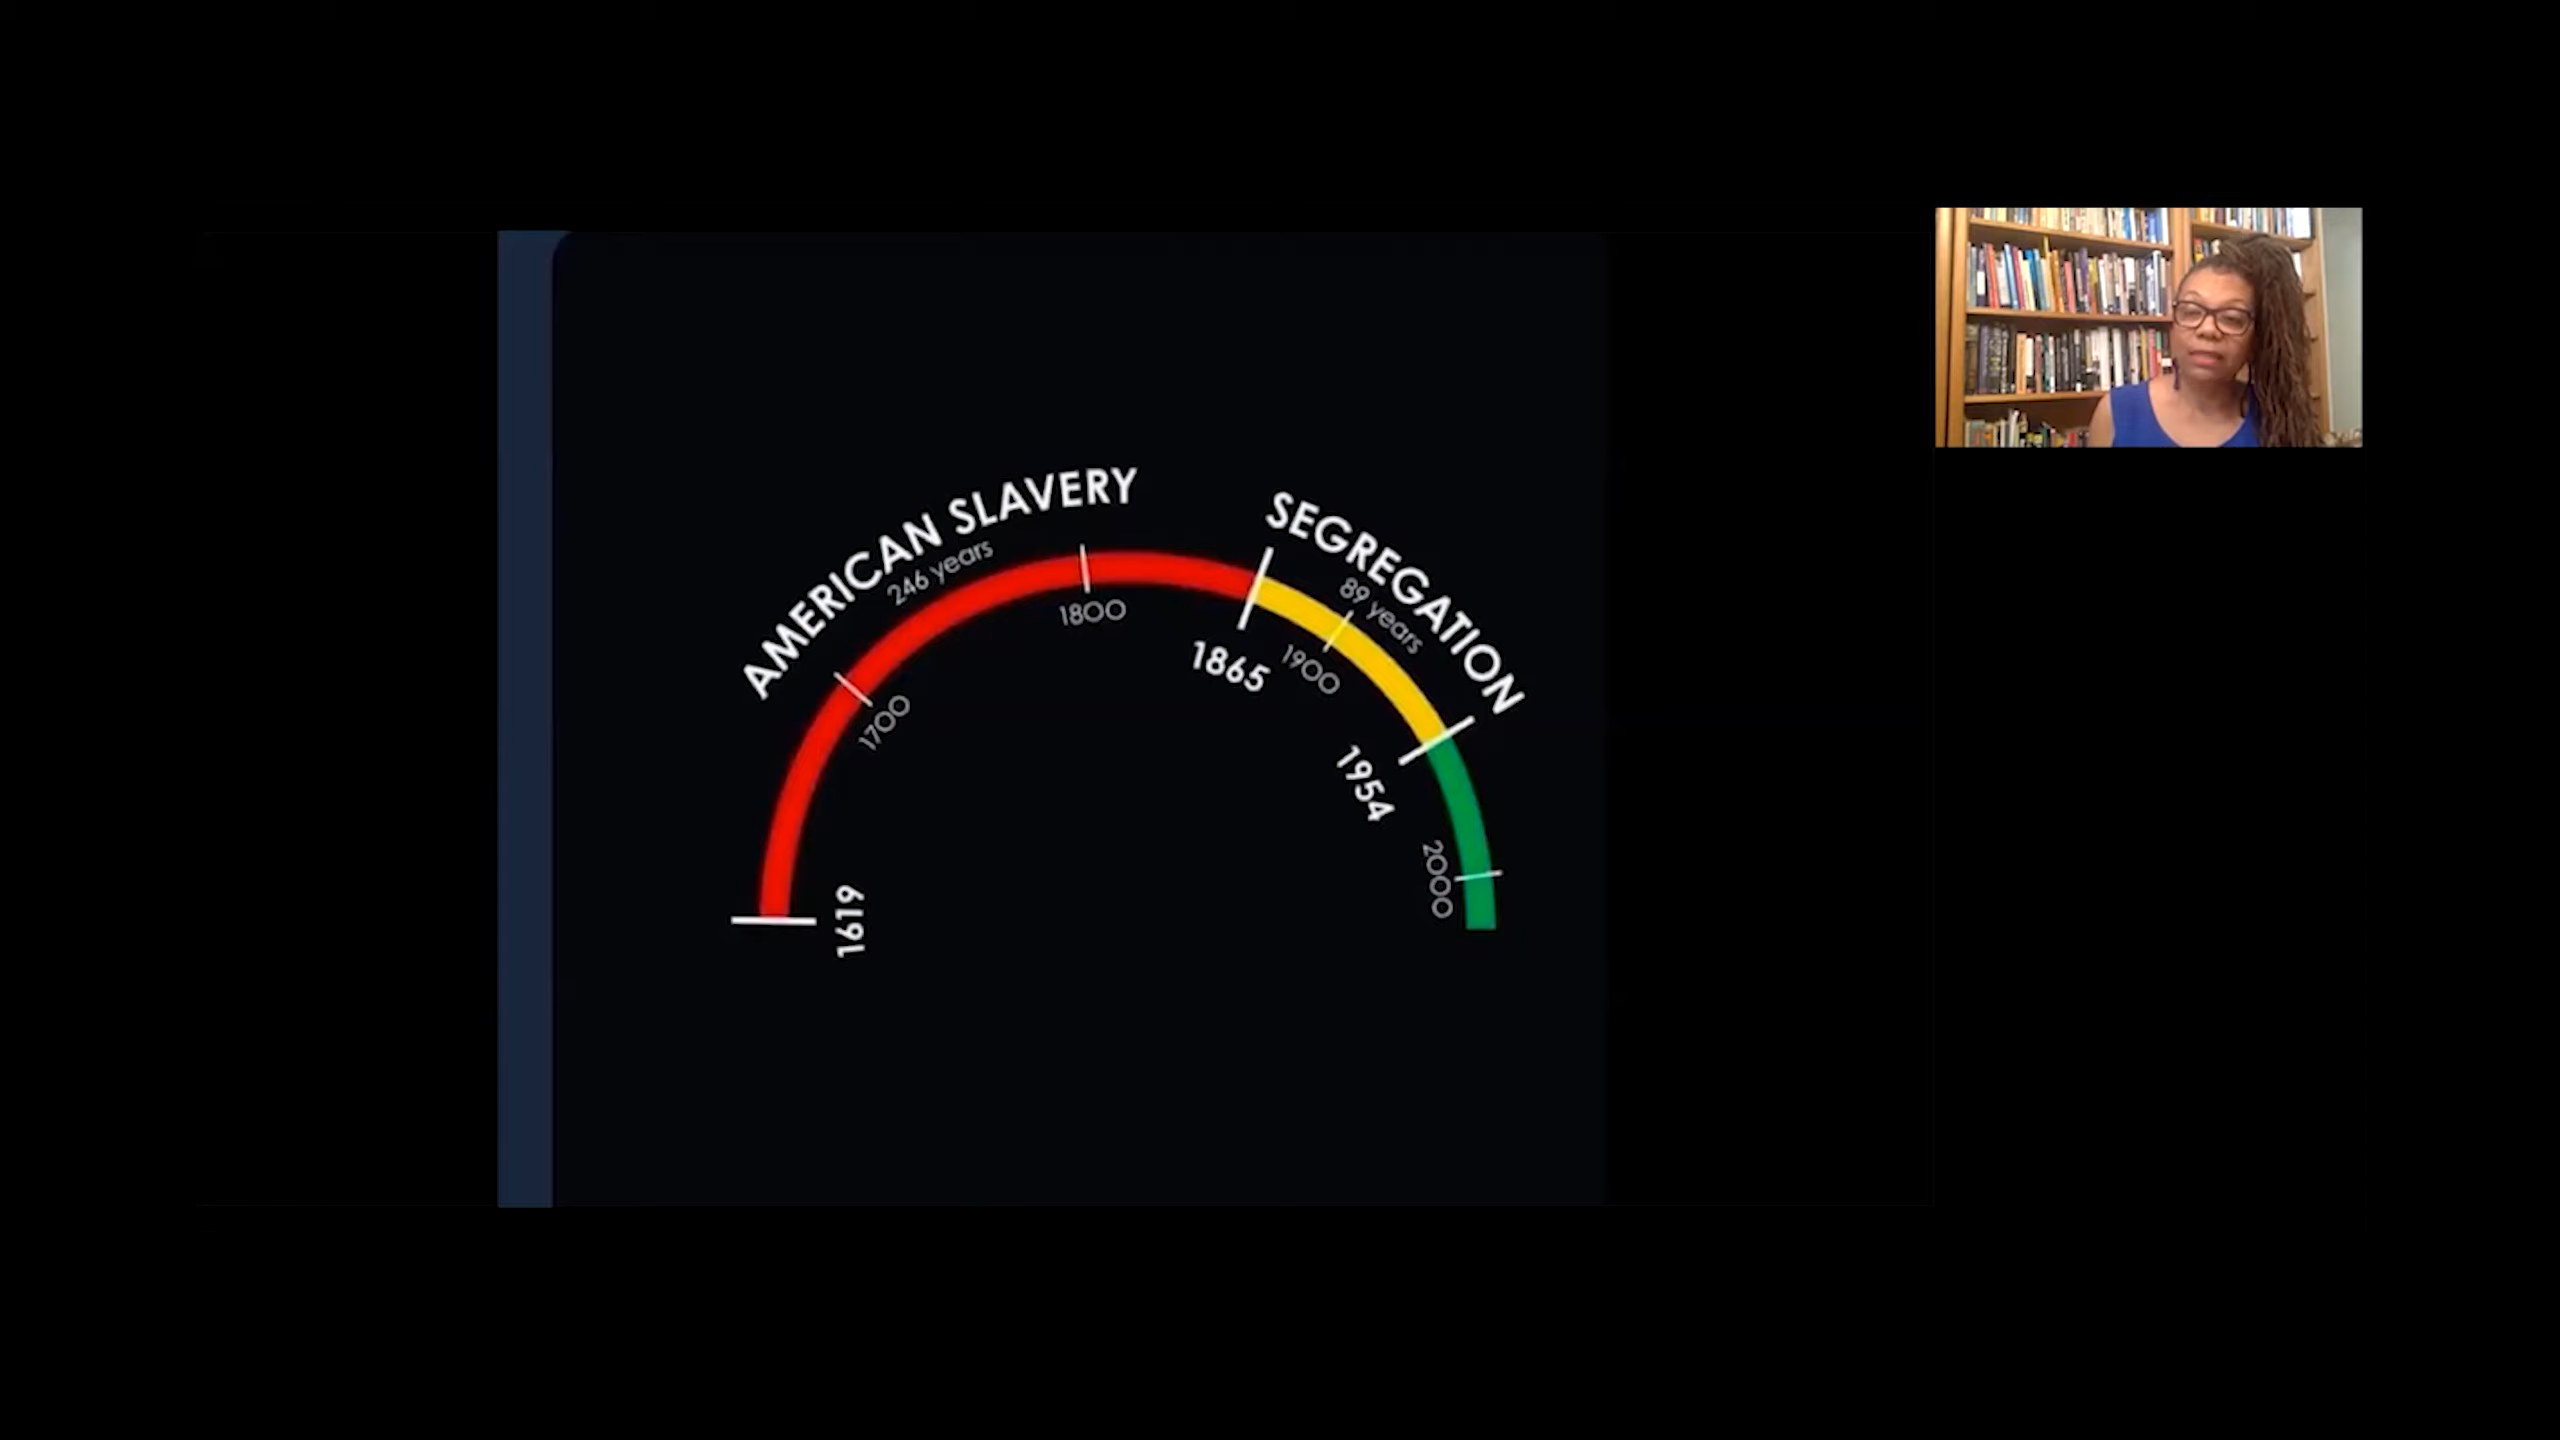 AMERICAN SLAVERY
246 years
SEGREGATION
89 years
1619
1700
1800
1865
1900
1954
2000